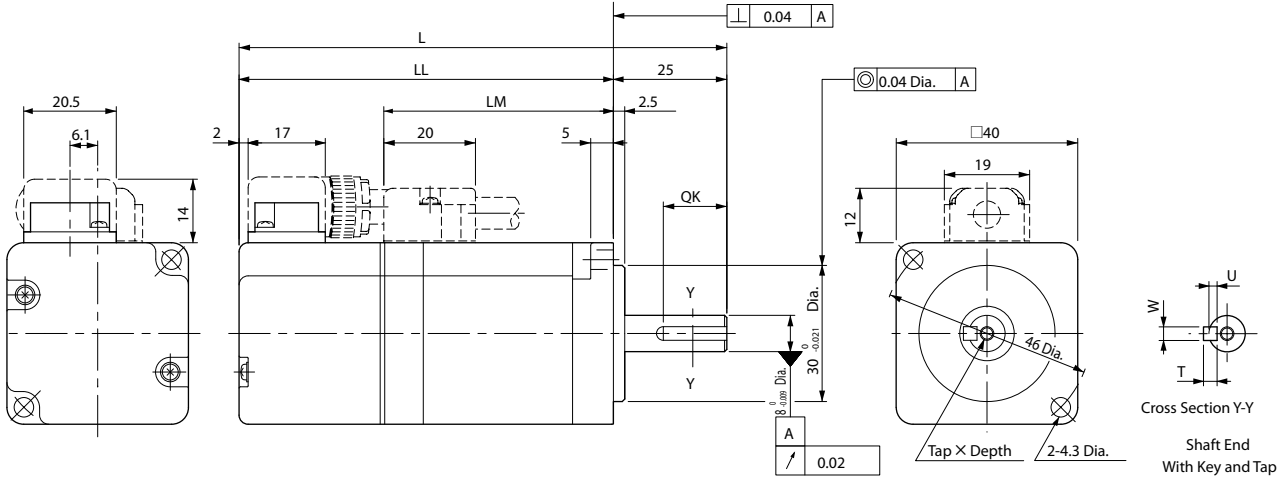 ⊥ 0.04 A
L
LL 25
◎ 0.04 Dia. A
20.5
LM
2.5
6.1
2 17 20 5
□40
19
14
QK
12
Y
Y
30 0 -0.021 Dia.
8 0 -0.009 Dia.
A
↗ 0.02
46 Dia.
Tap × Depth
2-4.3 Dia.
U
W
T
Cross Section Y-Y
Shaft End
With Key and Tap